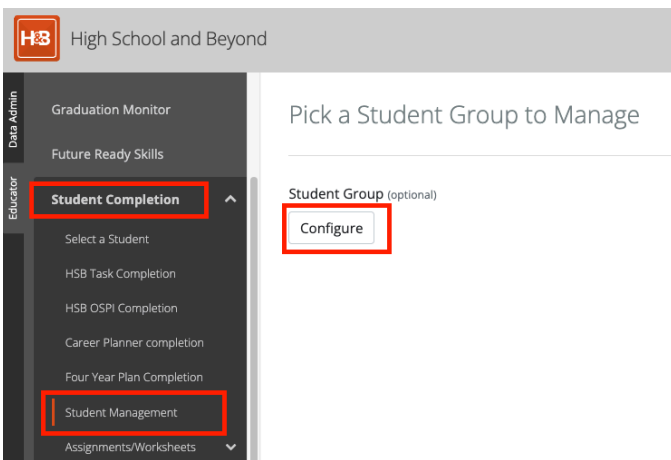 H&B High School and Beyond
Data Admin
Educator
Graduation Monitor
Future Ready Skills
Student Completion
Select a Student
HSB Task Completion
HSB OSPI Completion
Career Planner completion
Four Year Plan Completion
Student Management
Assignments/Worksheets
Pick a Student Group to Manage
Student Group (optional)
Configure